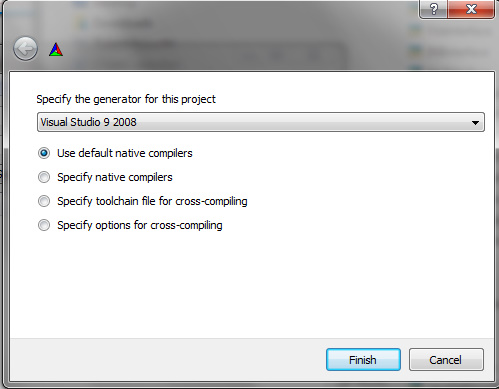 Specify the generator for this project
Visual Studio 9 2008
Use default native compilers
Specify native compilers
Specify toolchain file for cross-compiling
Specify options for cross-compiling
Finish
Cancel